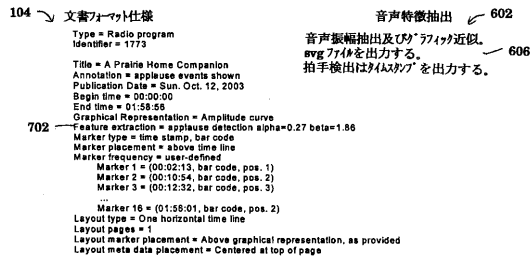 104 文書フォーマット仕様
Type = Radio program
Identifier = 1773
Title = A Prairie Home Companion
Annotation = applause events shown
Publication Date = Sun. Oct. 12, 2003
Begin time = 00:00:00
End time = 01:58:56
Graphical Representation = Amplitude curve
702 Feature extraction = applause detection alpha=0.27 beta=1.86
Marker type = time stamp, bar code
Marker placement = above time line
Marker frequency = user-defined
Marker 1 = (00:02:13, bar code, pos. 1)
Marker 2 = (00:10:54, bar code, pos. 2)
Marker 3 = (00:12:32, bar code, pos. 3)
...
Marker 16 = (01:58:01, bar code, pos. 2)
Layout type = One horizontal time line
Layout pages = 1
Layout marker placement = Above graphical representation, as provided
Layout meta data placement = Centered at top of page
音声特徴抽出 602
音声振幅抽出及びグラフィック近似。
svg ファイルを出力する。 606
拍手検出はタイムスタンプを出力する。